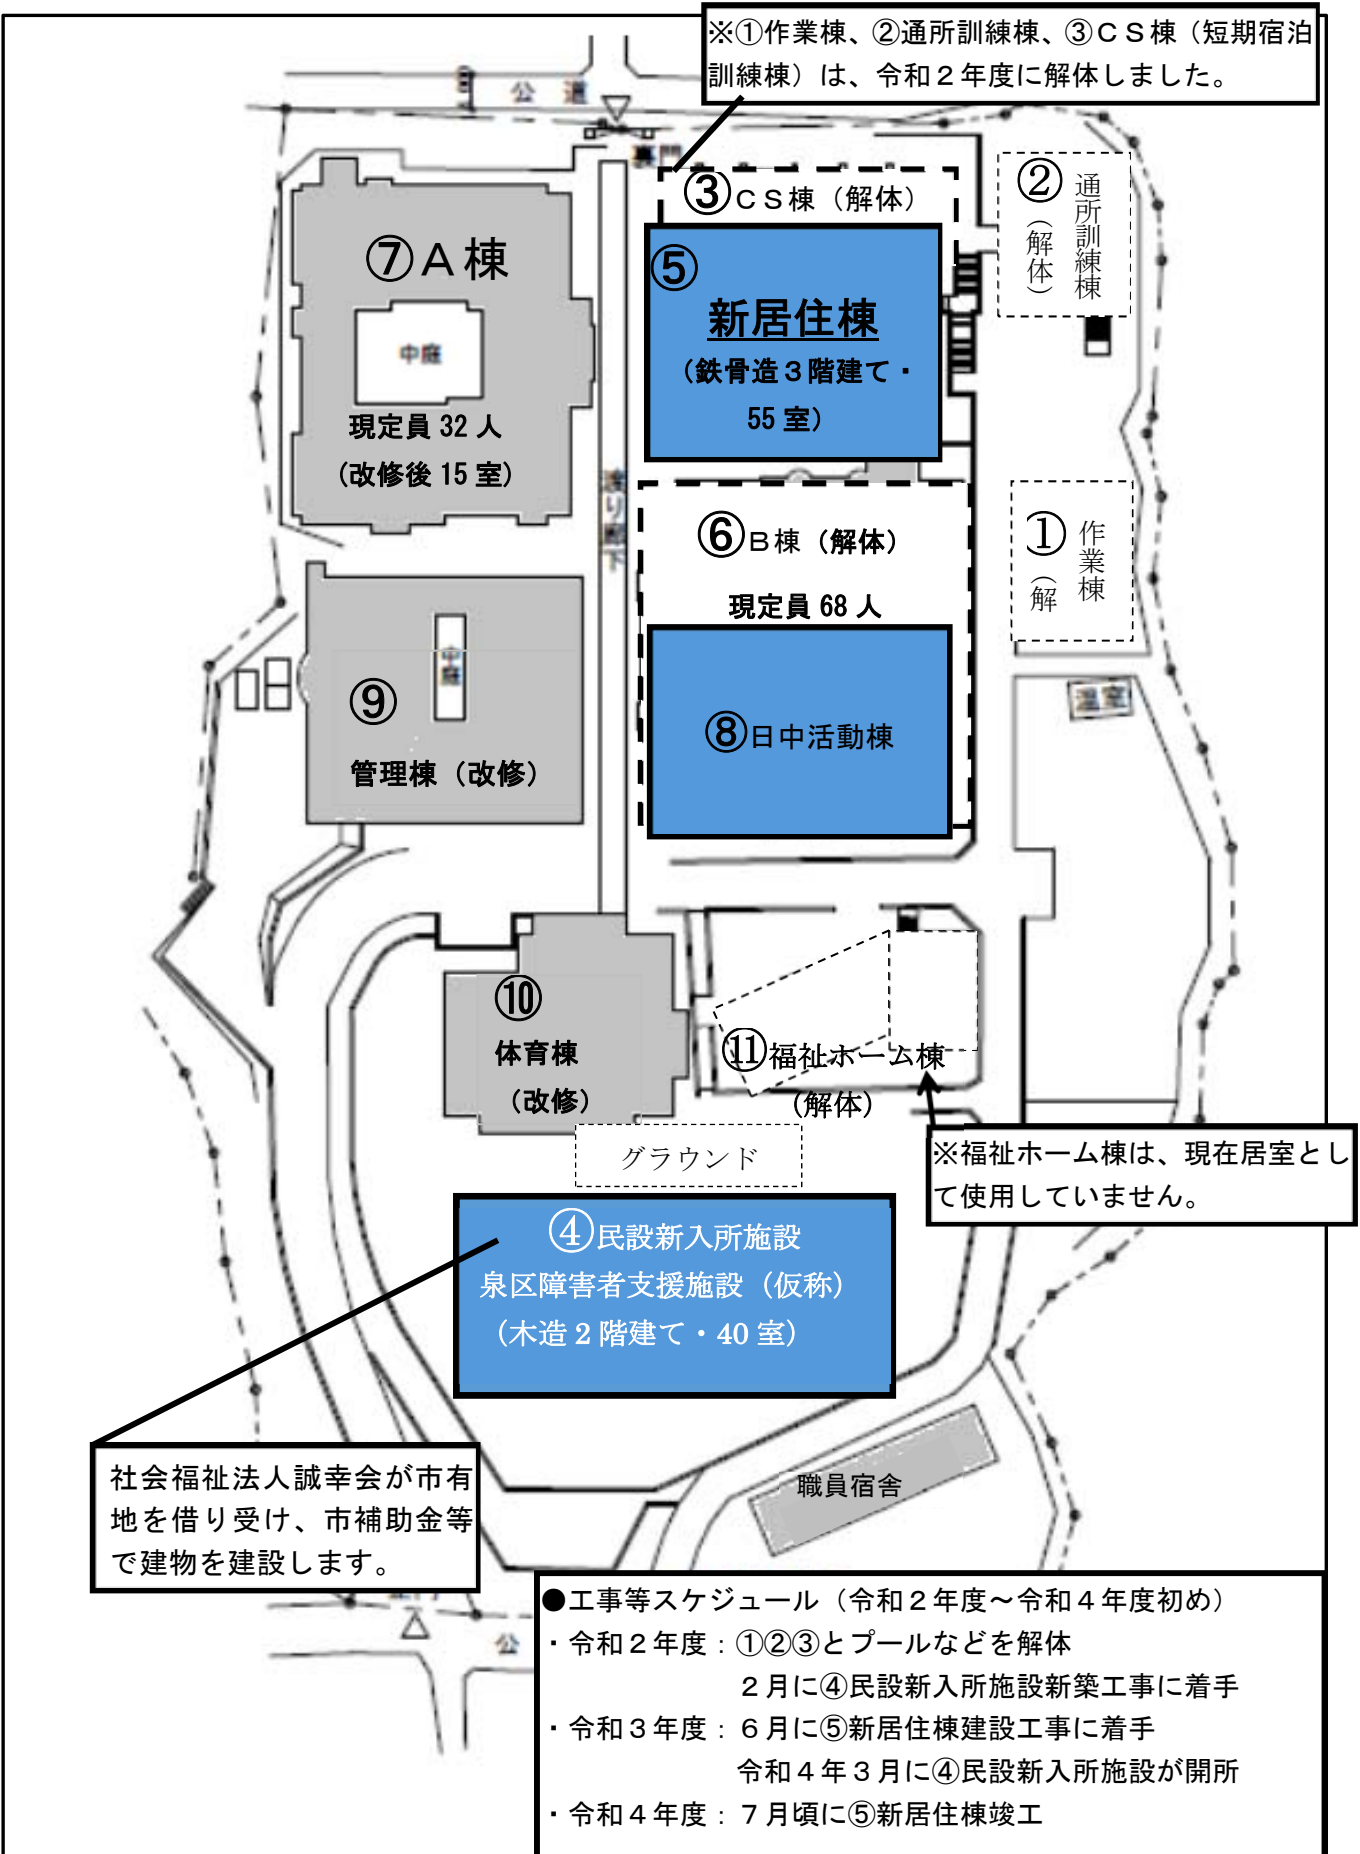 ※①作業棟、②通所訓練棟、③ＣＳ棟（短期宿泊
訓練棟）は、令和２年度に解体しました。
公　道
③ＣＳ棟（解体）
②
通所訓練棟
（解体）
⑦Ａ棟
中庭
現定員 32 人
（改修後 15 室）
⑤
新居住棟
（鉄骨造３階建て・
55 室）
⑥Ｂ棟（解体）
現定員 68 人
①
作業棟
（解
中庭
⑨
管理棟（改修）
⑧日中活動棟
温室
⑩
体育棟
（改修）
⑪福祉ホーム棟
（解体）
グラウンド
※福祉ホーム棟は、現在居室とし
て使用していません。
④民設新入所施設
泉区障害者支援施設（仮称）
（木造 2 階建て・40 室）
社会福祉法人誠幸会が市有
地を借り受け、市補助金等
で建物を建設します。
職員宿舎
公
●工事等スケジュール（令和２年度～令和４年度初め）
・令和２年度：①②③とプールなどを解体
２月に④民設新入所施設新築工事に着手
・令和３年度：６月に⑤新居住棟建設工事に着手
令和４年３月に④民設新入所施設が開所
・令和４年度：７月頃に⑤新居住棟竣工